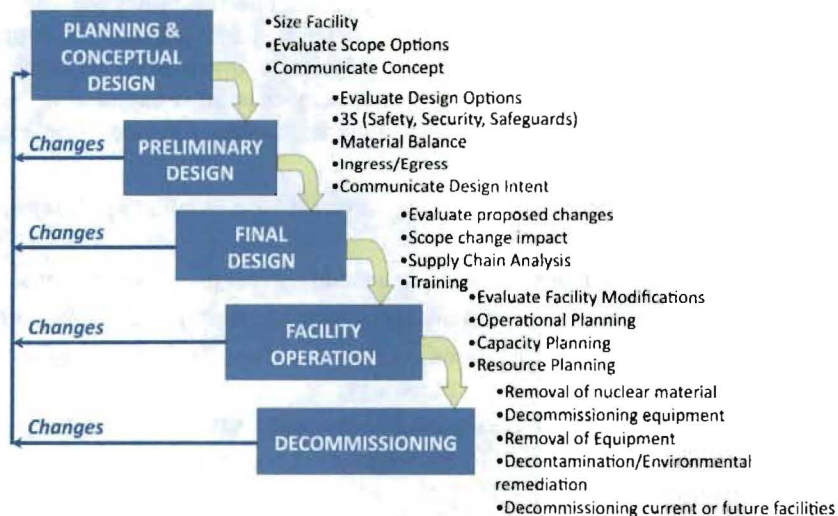 PLANNING &
CONCEPTUAL
DESIGN
•Size Facility
•Evaluate Scope Options
•Communicate Concept
Changes
PRELIMINARY
DESIGN
•Evaluate Design Options
•3S (Safety, Security, Safeguards)
•Material Balance
•Ingress/Egress
•Communicate Design Intent
Changes
FINAL
DESIGN
•Evaluate proposed changes
•Scope change impact
•Supply Chain Analysis
•Training
Changes
FACILITY
OPERATION
•Evaluate Facility Modifications
•Operational Planning
•Capacity Planning
•Resource Planning
Changes
DECOMMISSIONING
•Removal of nuclear material
•Decommissioning equipment
•Removal of Equipment
•Decontamination/Environmental
remediation
•Decommissioning current or future facilities